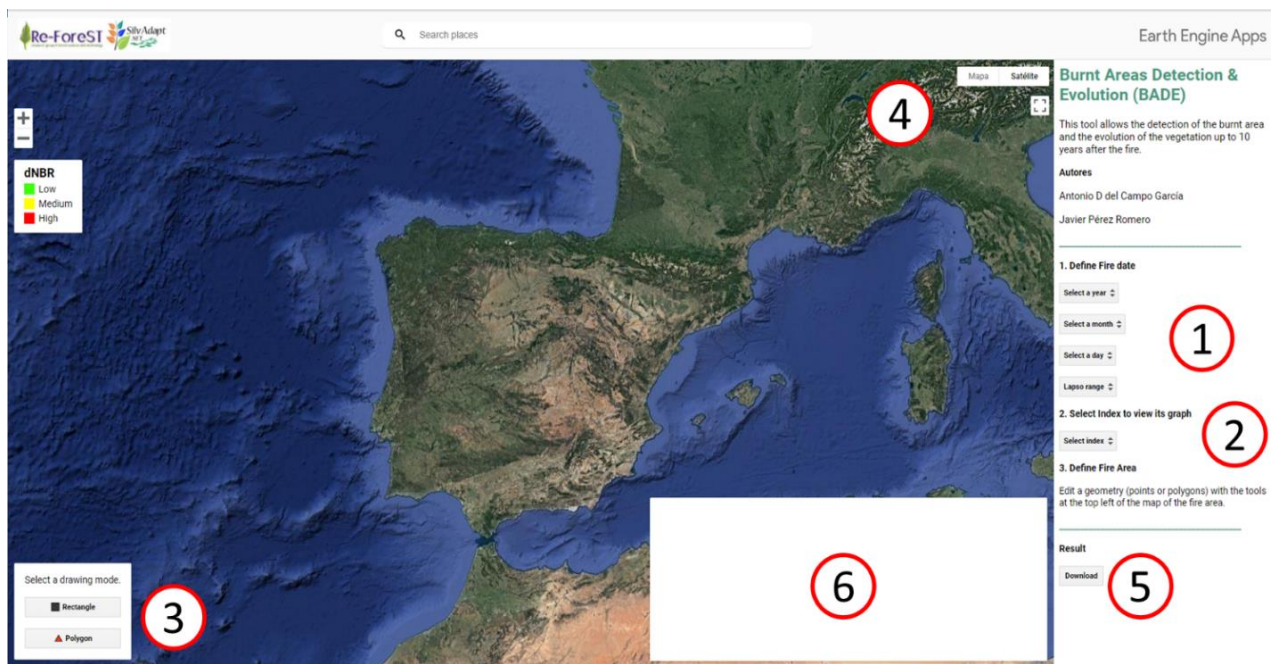 Re-ForeST
SilvAdapt
.NET
Search places
Earth Engine Apps
Mapa
Satélite
+
−
dNBR
Low
Medium
High
4
Burnt Areas Detection &
Evolution (BADE)
This tool allows the detection of the burnt area
and the evolution of the vegetation up to 10
years after the fire.
Autores
Antonio D del Campo García
Javier Pérez Romero
1. Define Fire date
Select a year
Select a month
Select a day
Lapso range
1
2. Select Index to view its graph
Select index
2
3. Define Fire Area
Edit a geometry (points or polygons) with the tools
at the top left of the map of the fire area.
Result
Download
5
Select a drawing mode.
Rectangle
Polygon
3
6